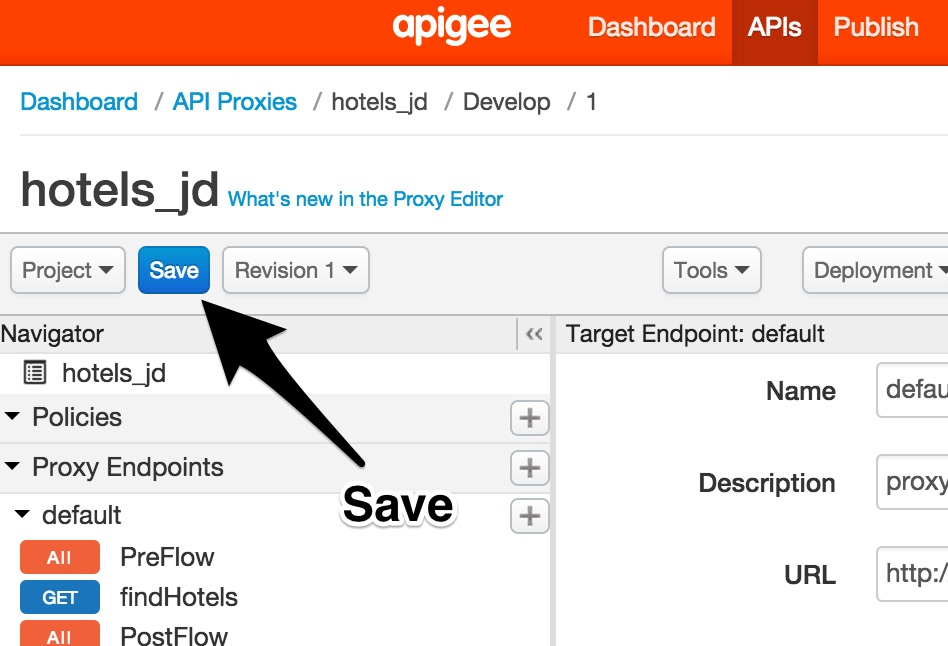 apigee Dashboard APIs Publish
Dashboard / API Proxies / hotels_jd / Develop / 1
hotels_jd What's new in the Proxy Editor
Project Save Revision 1 Tools Deployment
Navigator << Target Endpoint: default
hotels_jd
Name defau
Policies +
Proxy Endpoints +
Description proxy
Save
default +
All PreFlow
URL http:/
GET findHotels
All PostFlow